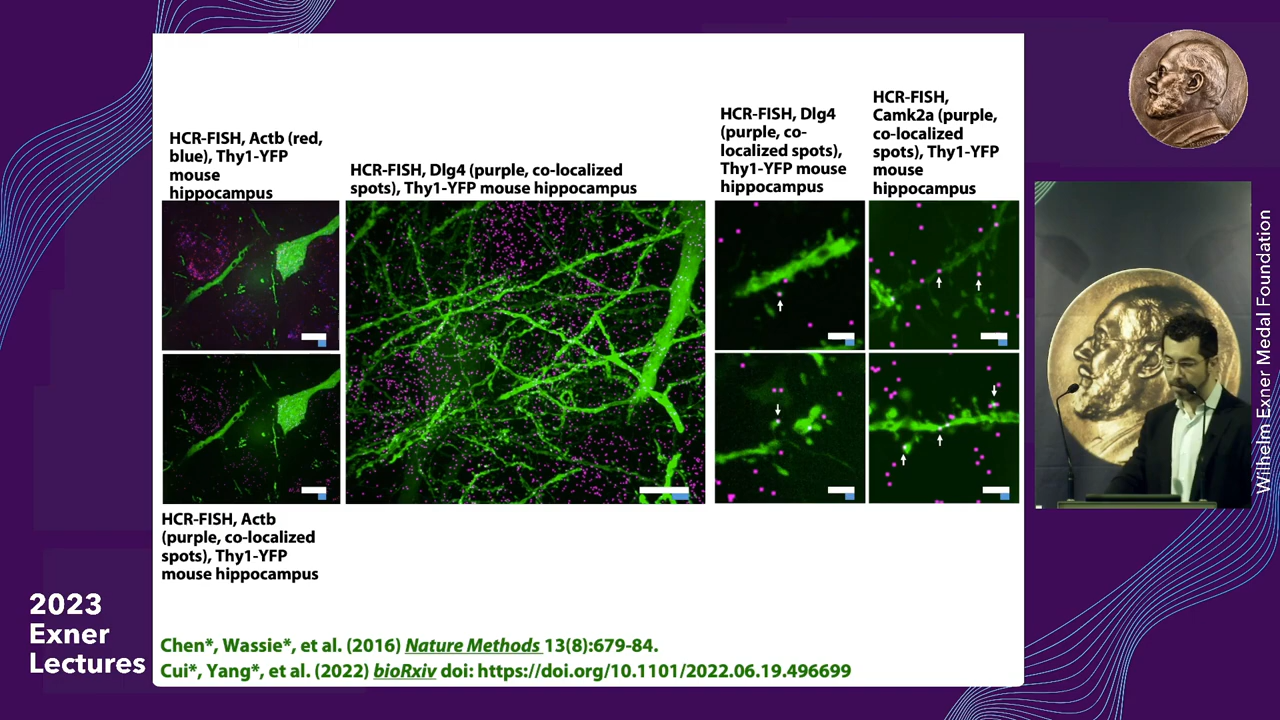 HCR-FISH, Actb (red,
blue), Thy1-YFP
mouse
hippocampus
HCR-FISH, Dlg4 (purple, co-localized
spots), Thy1-YFP mouse hippocampus
HCR-FISH, Dlg4
(purple, co-
localized spots),
Thy1-YFP mouse
hippocampus
HCR-FISH,
Camk2a (purple,
co-localized
spots), Thy1-YFP
mouse
hippocampus
HCR-FISH, Actb
(purple, co-localized
spots), Thy1-YFP
mouse hippocampus
Chen*, Wassie*, et al. (2016) Nature Methods 13(8):679-84.
Cui*, Yang*, et al. (2022) bioRxiv doi: https://doi.org/10.1101/2022.06.19.496699
2023
Exner
Lectures
Wilhelm Exner Medal Foundation